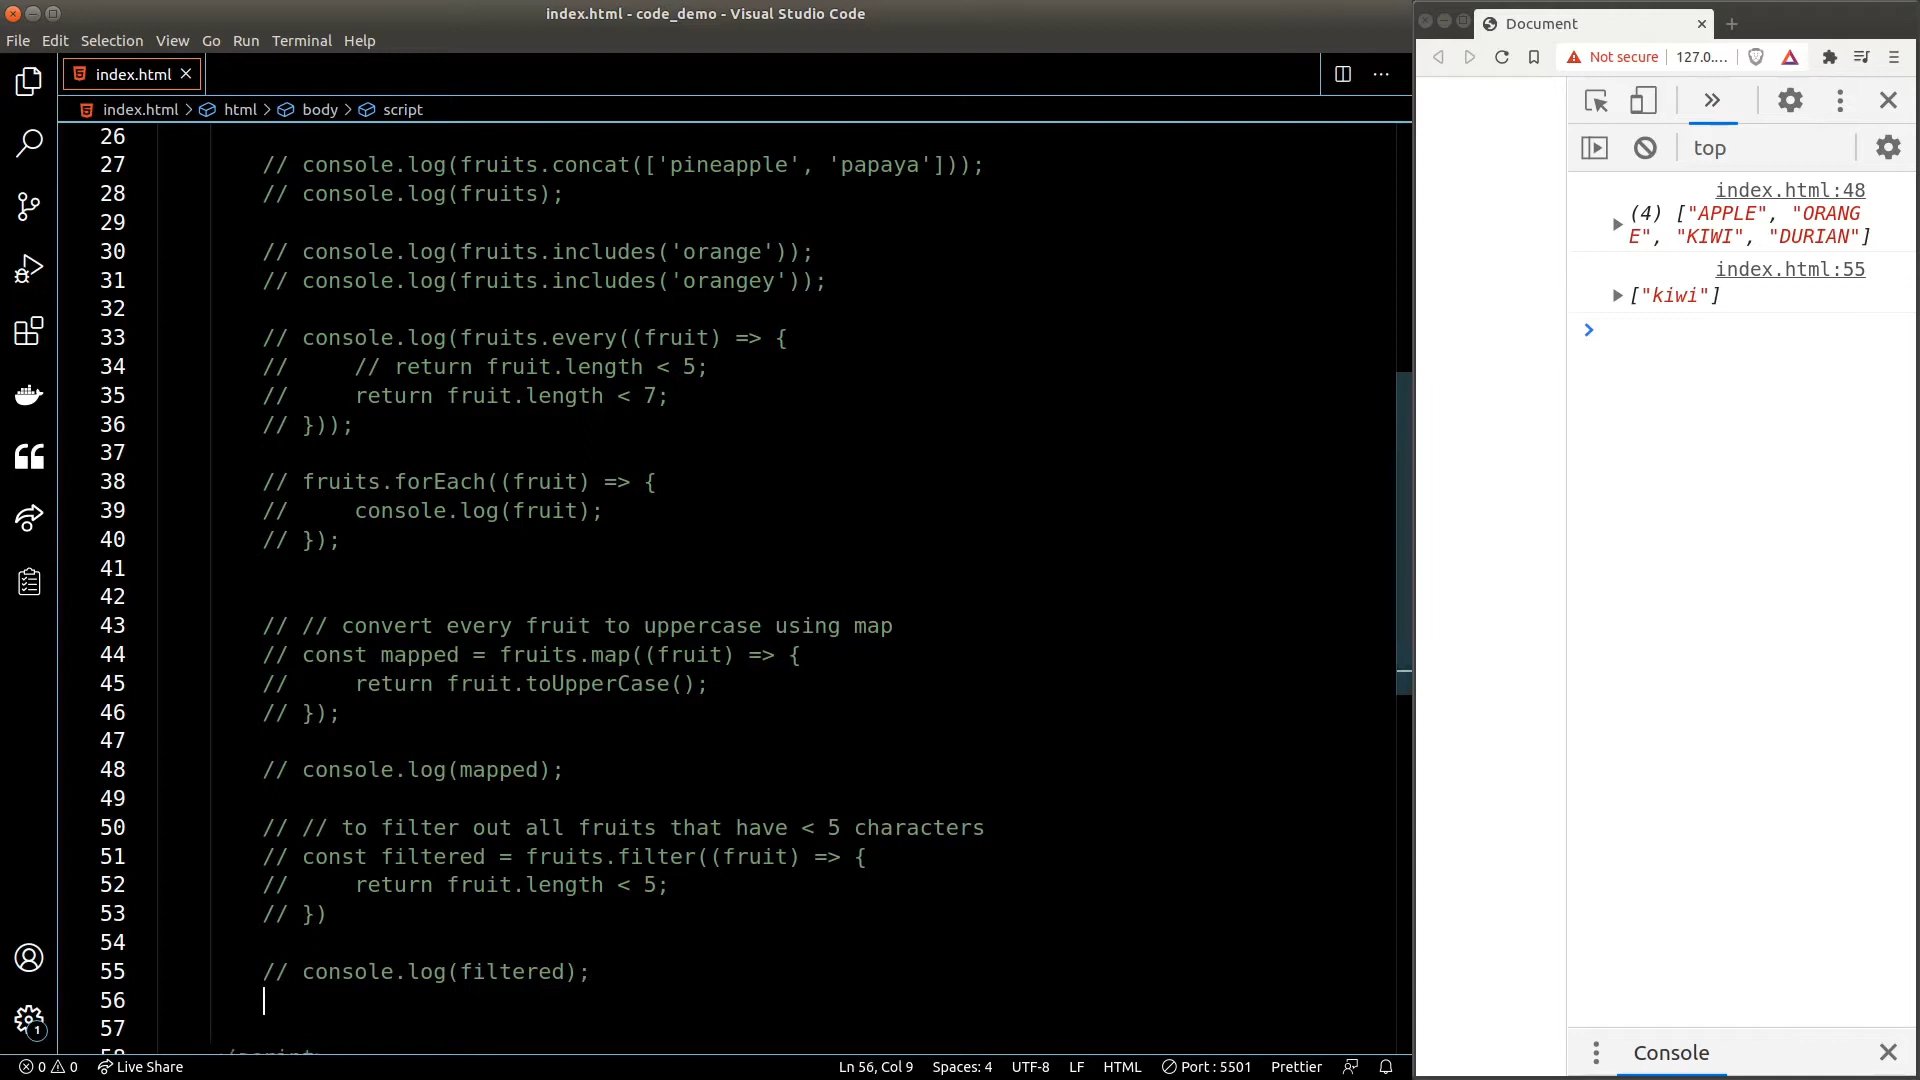 index.html - code_demo - Visual Studio Code
File Edit Selection View Go Run Terminal Help
index.html
index.html > html > body > script
26
27 // console.log(fruits.concat(['pineapple', 'papaya']));
28 // console.log(fruits);
29
30 // console.log(fruits.includes('orange'));
31 // console.log(fruits.includes('orangey'));
32
33 // console.log(fruits.every((fruit) => {
34 //     // return fruit.length < 5;
35 //     return fruit.length < 7;
36 // }));
37
38 // fruits.forEach((fruit) => {
39 //     console.log(fruit);
40 // });
41
42
43 // // convert every fruit to uppercase using map
44 // const mapped = fruits.map((fruit) => {
45 //     return fruit.toUpperCase();
46 // });
47
48 // console.log(mapped);
49
50 // // to filter out all fruits that have < 5 characters
51 // const filtered = fruits.filter((fruit) => {
52 //     return fruit.length < 5;
53 // })
54
55 // console.log(filtered);
56
57
1
0 0 Live Share Ln 56, Col 9 Spaces: 4 UTF-8 LF HTML Port : 5501 Prettier
Document
Not secure 127.0....
top
index.html:48
(4) ["APPLE", "ORANG
E", "KIWI", "DURIAN"]
index.html:55
["kiwi"]
Console